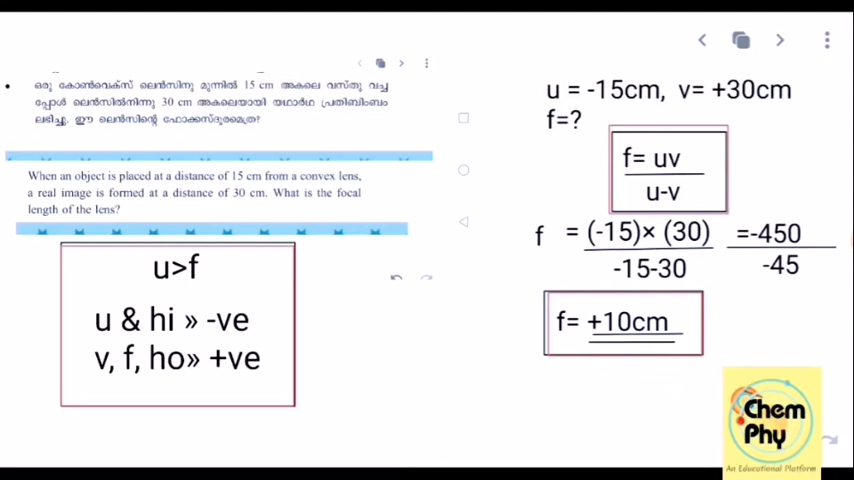 • ഒരു കോൺവെക്സ് ലെൻസിനു മുന്നിൽ 15 cm അകലെ വസ്തു വച്ച
പ്പോൾ ലെൻസിൽനിന്നു 30 cm അകലെയായി യഥാർഥ പ്രതിബിംബം
ലഭിച്ചു. ഈ ലെൻസിന്റെ ഫോക്കസ്ദൂരമെത്ര?
When an object is placed at a distance of 15 cm from a convex lens,
a real image is formed at a distance of 30 cm. What is the focal
length of the lens?
u>f
u & hi » -ve
v, f, ho» +ve
u = -15cm, v= +30cm
f=?
f= uv
u-v
f = (-15)× (30) =-450
-15-30 -45
f= +10cm
Chem
Phy
An Educational Platform